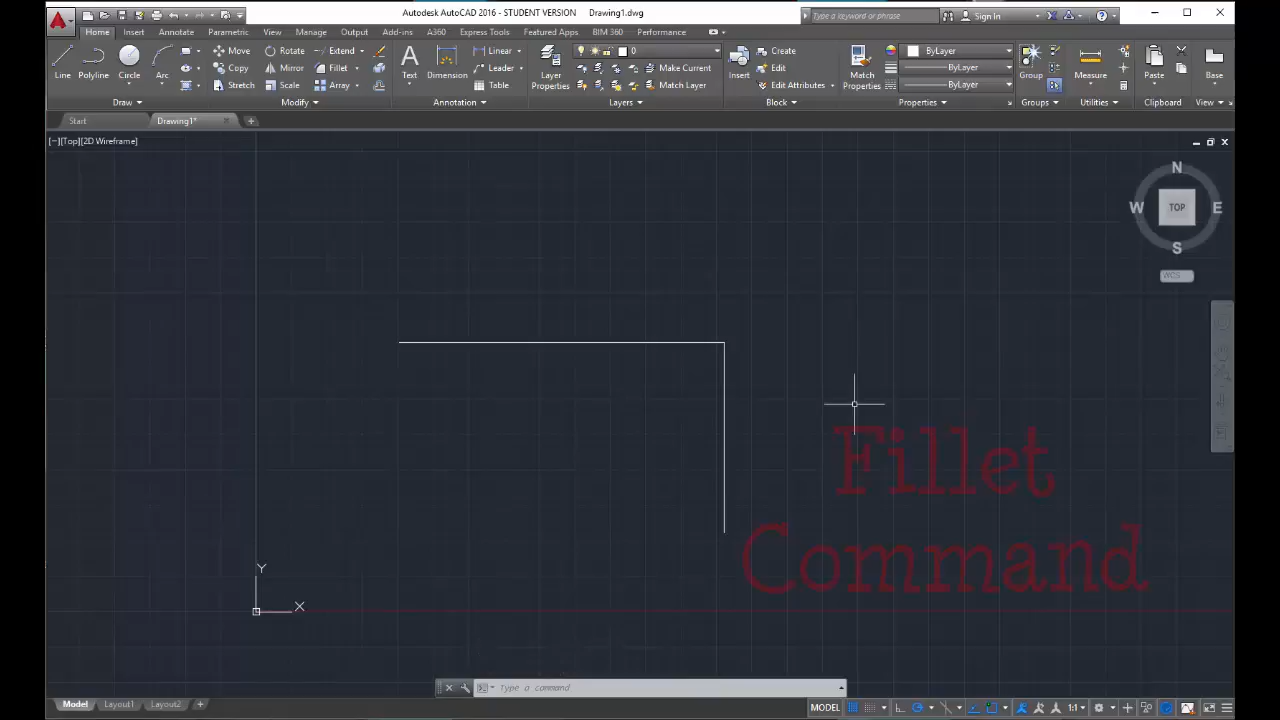 Autodesk AutoCAD 2016 - STUDENT VERSION Drawing1.dwg
Type a keyword or phrase
Sign In
Home Insert Annotate Parametric View Manage Output Add-ins A360 Express Tools Featured Apps BIM 360 Performance
Line Polyline Circle Arc
Move Rotate Extend
Copy Mirror Fillet
Stretch Scale Array
Text Dimension
Linear
Leader
Table
Layer Properties
0
Make Current
Match Layer
Insert
Create
Edit
Edit Attributes
Match Properties
ByLayer
ByLayer
ByLayer
Group
Measure
Paste
Base
Draw Modify Annotation Layers Block Properties Groups Utilities Clipboard View
Start Drawing1*
[−][Top][2D Wireframe]
N
W TOP E
S
WCS
Fillet
Command
Y
X
Type a command
Model Layout1 Layout2
MODEL
1:1